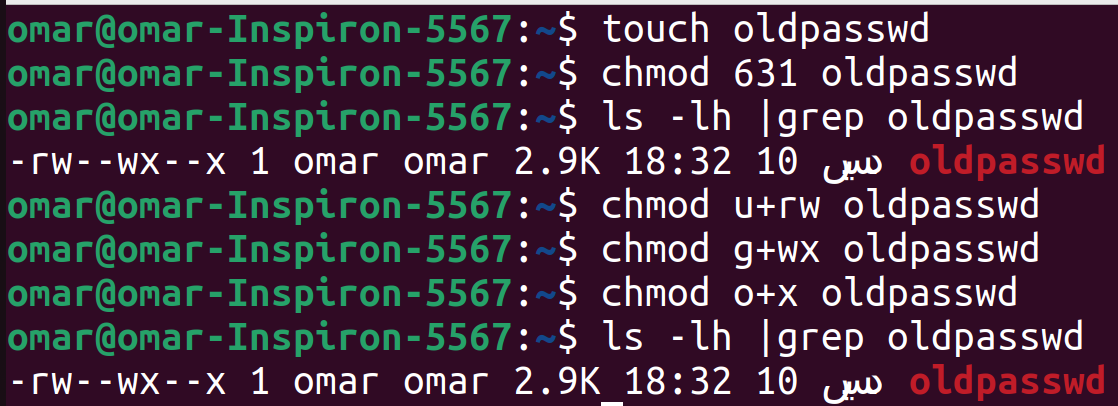 omar@omar-Inspiron-5567:~$ touch oldpasswd
omar@omar-Inspiron-5567:~$ chmod 631 oldpasswd
omar@omar-Inspiron-5567:~$ ls -lh |grep oldpasswd
-rw--wx--x 1 omar omar 2.9K 18:32 10 سبن oldpasswd
omar@omar-Inspiron-5567:~$ chmod u+rw oldpasswd
omar@omar-Inspiron-5567:~$ chmod g+wx oldpasswd
omar@omar-Inspiron-5567:~$ chmod o+x oldpasswd
omar@omar-Inspiron-5567:~$ ls -lh |grep oldpasswd
-rw--wx--x 1 omar omar 2.9K 18:32 10 سبن oldpasswd